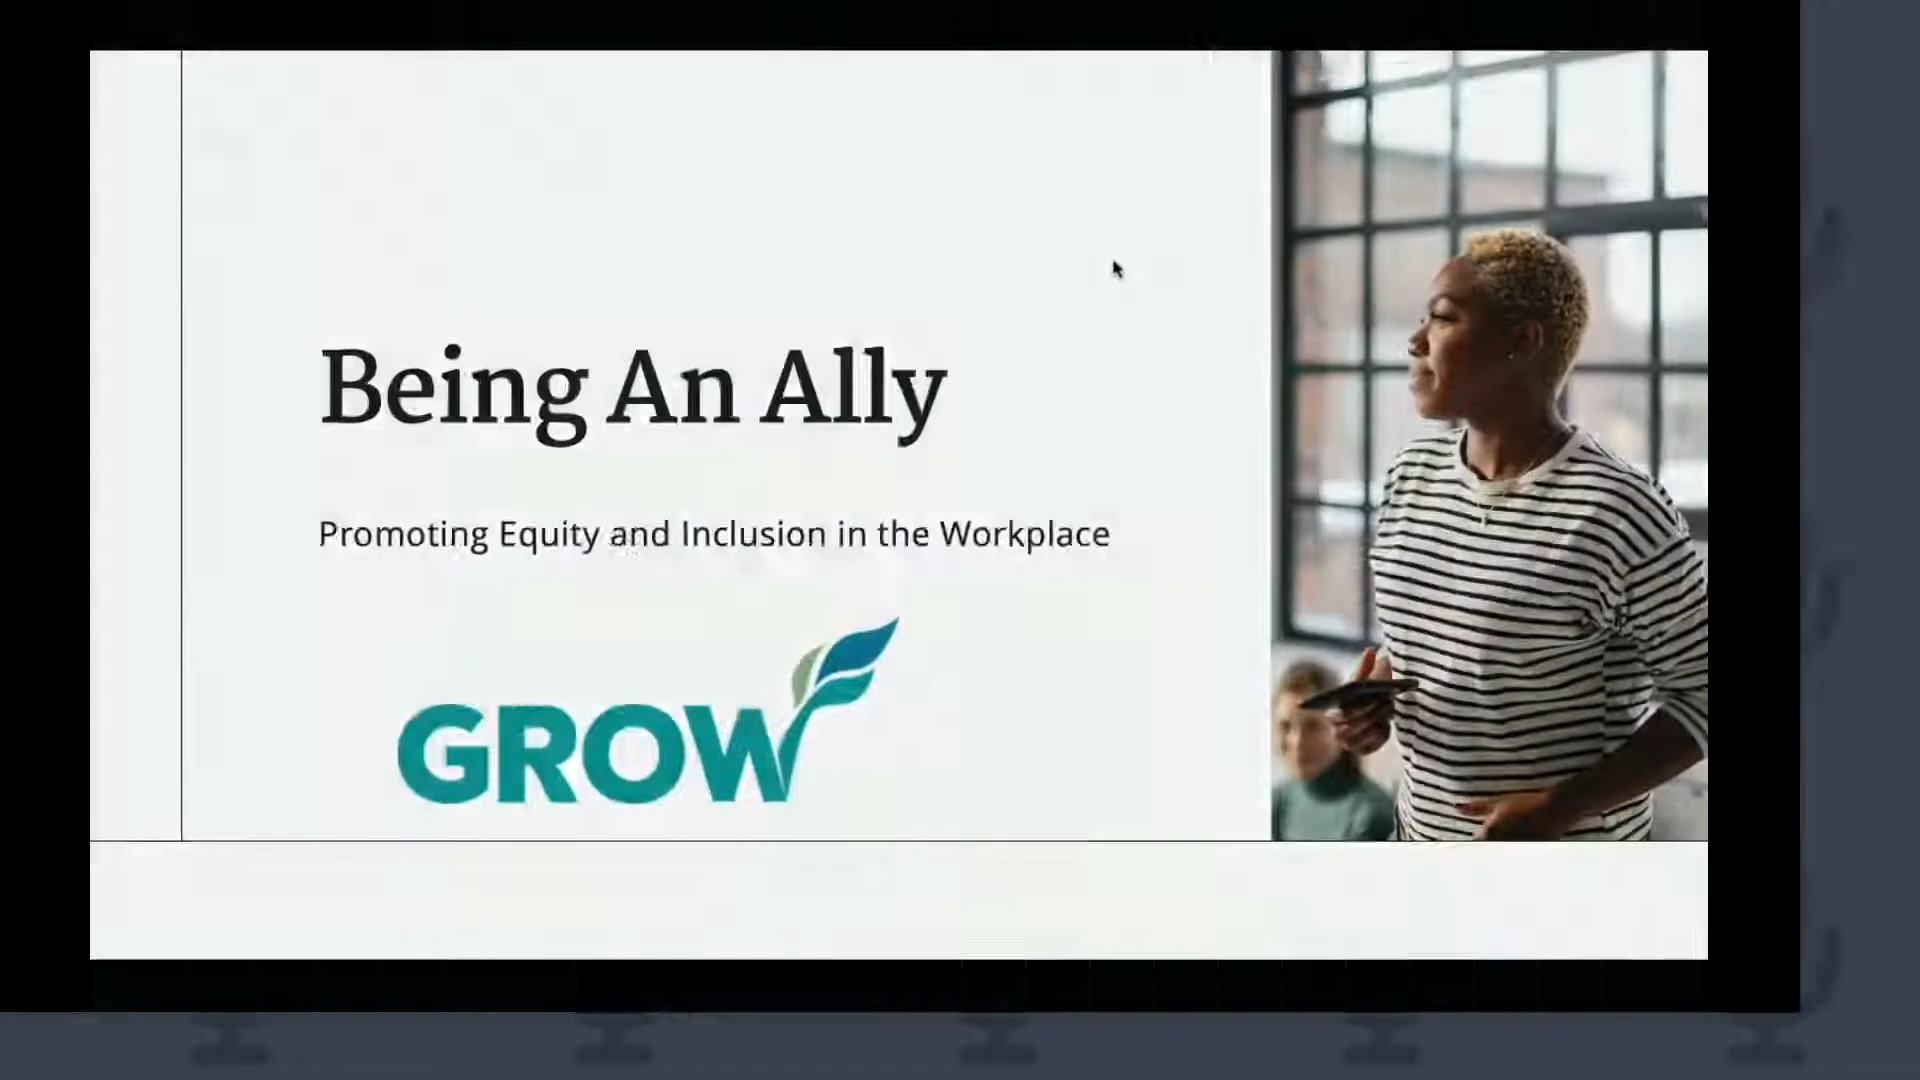 Being An Ally
Promoting Equity and Inclusion in the Workplace
GROW